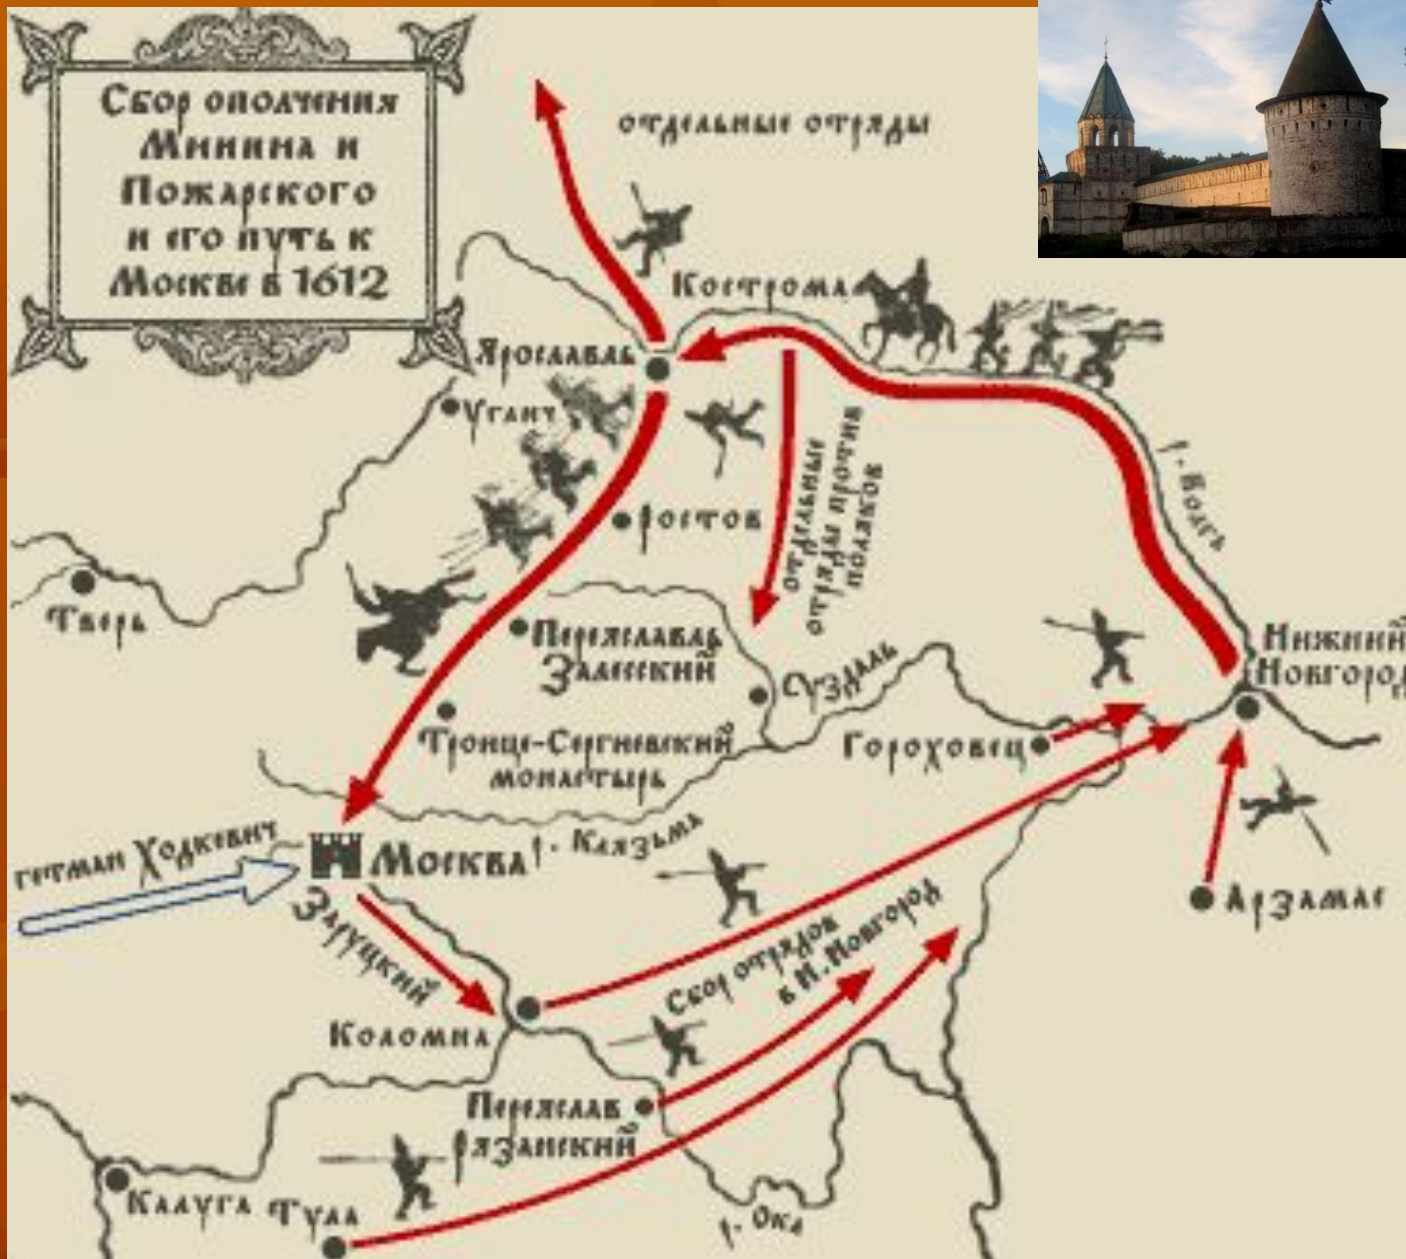 Сбор ополчения
Минина и
Пожарского
и его путь к
Москве в 1612
отдельные отряды
Кострома
Ярославль
Углич
отдельные
отряды против
поляков
р. Волга
Ростов
Тверь
Переяславль
Залесский
Суздаль
Нижний
Новгород
Троице-Сергиевский
монастырь
Гороховец
гетман Ходкевич
Москва
р. Клязьма
Заруцкий
Арзамас
Сбор отрядов
в Н. Новгород
Коломна
Переяслав
Рязанский
Калуга
Тула
р. Ока